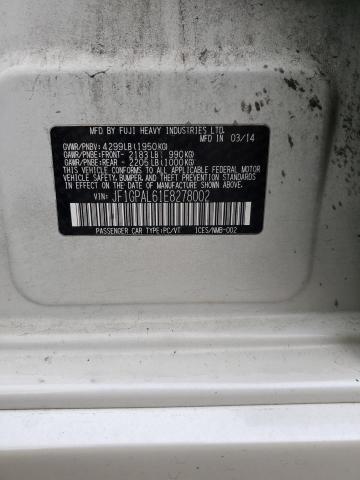 MFD BY FUJI HEAVY INDUSTRIES LTD.
MFD IN 03/14
GVWR/PNBV: 4299LB(1950KG)
GAWR/PNBE:FRONT- 2183LB( 990KG)
GAWR/PNBE:REAR - 2205LB(1000KG)
THIS VEHICLE CONFORMS TO ALL APPLICABLE
FEDERAL MOTOR VEHICLE SAFETY, BUMPER, AND
THEFT PREVENTION STANDARDS IN EFFECT ON
THE DATE OF MANUFACTURE SHOWN ABOVE.
VIN: JF1GPAL61E8278002
PASSENGER CAR TYPE:PC/VT ICES/NMB-002